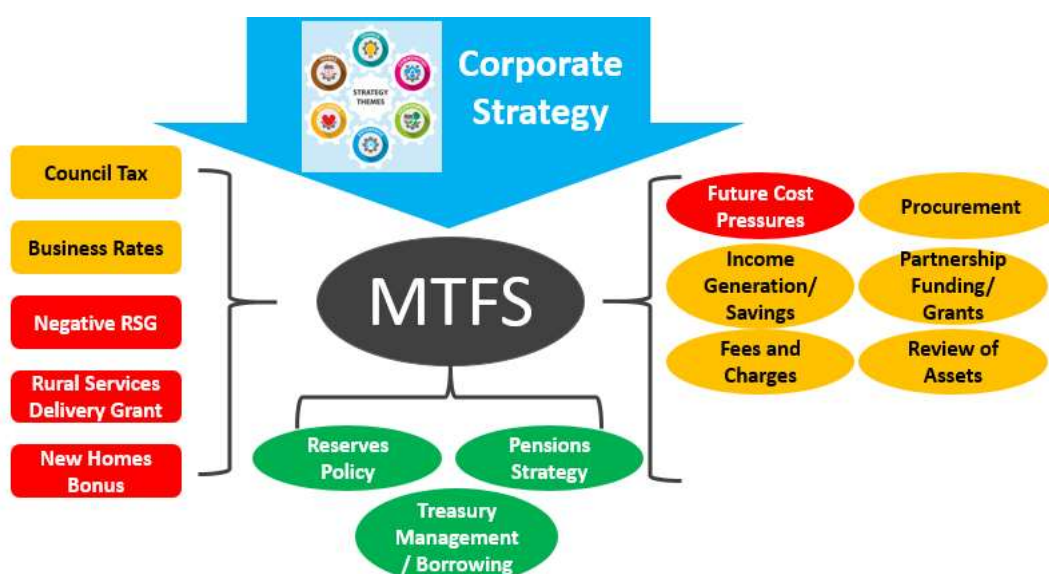 Corporate
Strategy
STRATEGY
THEMES
Council Tax
Business Rates
Negative RSG
Rural Services
Delivery Grant
New Homes
Bonus
MTFS
Future Cost
Pressures
Procurement
Income
Generation/
Savings
Partnership
Funding/
Grants
Fees and
Charges
Review of
Assets
Reserves
Policy
Pensions
Strategy
Treasury
Management
/ Borrowing